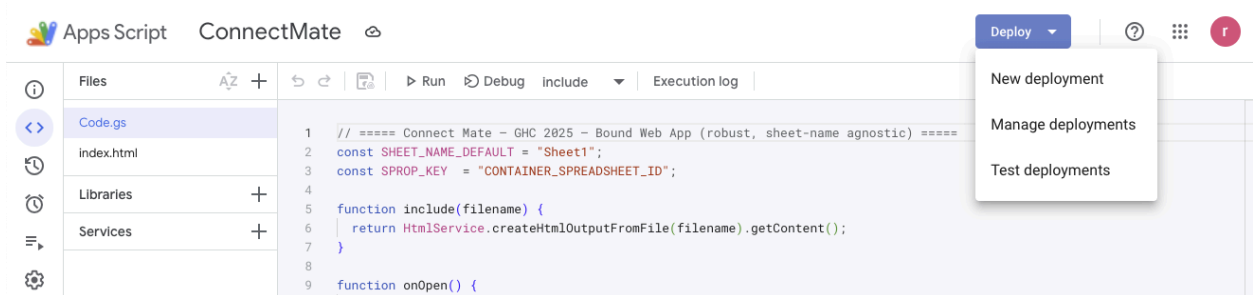 Apps Script ConnectMate Deploy r
Files AZ Run Debug include Execution log New deployment
Code.gs
Manage deployments
index.html
Test deployments
Libraries
Services
1 // ===== Connect Mate – GHC 2025 – Bound Web App (robust, sheet-name agnostic) =====
2 const SHEET_NAME_DEFAULT = "Sheet1";
3 const SPROP_KEY = "CONTAINER_SPREADSHEET_ID";
4
5 function include(filename) {
6 return HtmlService.createHtmlOutputFromFile(filename).getContent();
7 }
8
9 function onOpen() {